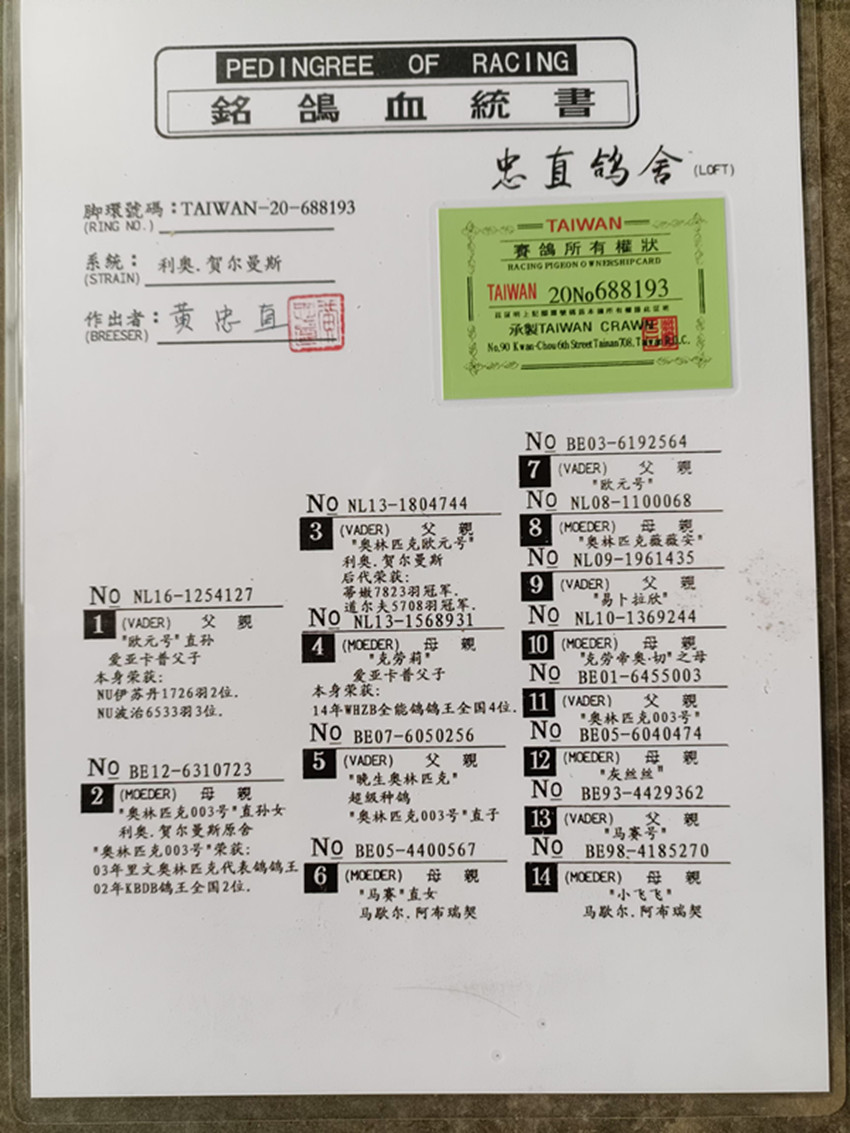 PEDINGREE OF RACING
銘鴿血統書
忠直鸽舍(LOFT)
脚環號碼:TAIWAN-20-688193
(RING NO.)
系統: 利奥.贺尔曼斯
(STRAIN)
作出者:黄忠直
(BREESER)
TAIWAN
賽鴿所有權狀
RACING PIGEON OWNERSHIPCARD
TAIWAN 20No688193
承製TAIWAN CRAWN
No.90 Kwan-Chou 6th Street Tainan 708, Taiwan R.O.C.
No NL16-1254127
1 (VADER) 父親
"欧元号"直孙
爱亚卡普父子
本身荣获:
NU伊苏丹1726羽2位.
NU波治6533羽3位.
No BE12-6310723
2 (MOEDER) 母親
"奥林匹克003号"直孙女
利奥.贺尔曼斯原舍
"奥林匹克003号"荣获:
03年里文奥林匹克代表鸽鸽王
02年KBDB鸽王全国2位.
No NL13-1804744
3 (VADER) 父親
"奥林匹克欧元号"
利奥.贺尔曼斯
后代荣获:
蒂嫩7823羽冠军.
道尔夫5708羽冠军.
No NL13-1568931
4 (MOEDER) 母親
"克劳莉"
爱亚卡普父子
本身荣获:
14年WHZB全能鸽鸽王全国4位.
No BE07-6050256
5 (VADER) 父親
"晚生奥林匹克"
超级种鸽
"奥林匹克003号"直子
No BE05-4400567
6 (MOEDER) 母親
"马赛"直女
马歇尔.阿布瑞契
No BE03-6192564
7 (VADER) 父親
"欧元号"
No NL08-1100068
8 (MOEDER) 母親
"奥林匹克薇薇安"
No NL09-1961435
9 (VADER) 父親
"易卜拉欣"
No NL10-1369244
10 (MOEDER) 母親
"克劳帝奥·切"之母
No BE01-6455003
11 (VADER) 父親
"奥林匹克003号"
No BE05-6040474
12 (MOEDER) 母親
"灰丝丝"
No BE93-4429362
13 (VADER) 父親
"马赛号"
No BE98-4185270
14 (MOEDER) 母親
"小飞飞"
马歇尔.阿布瑞契